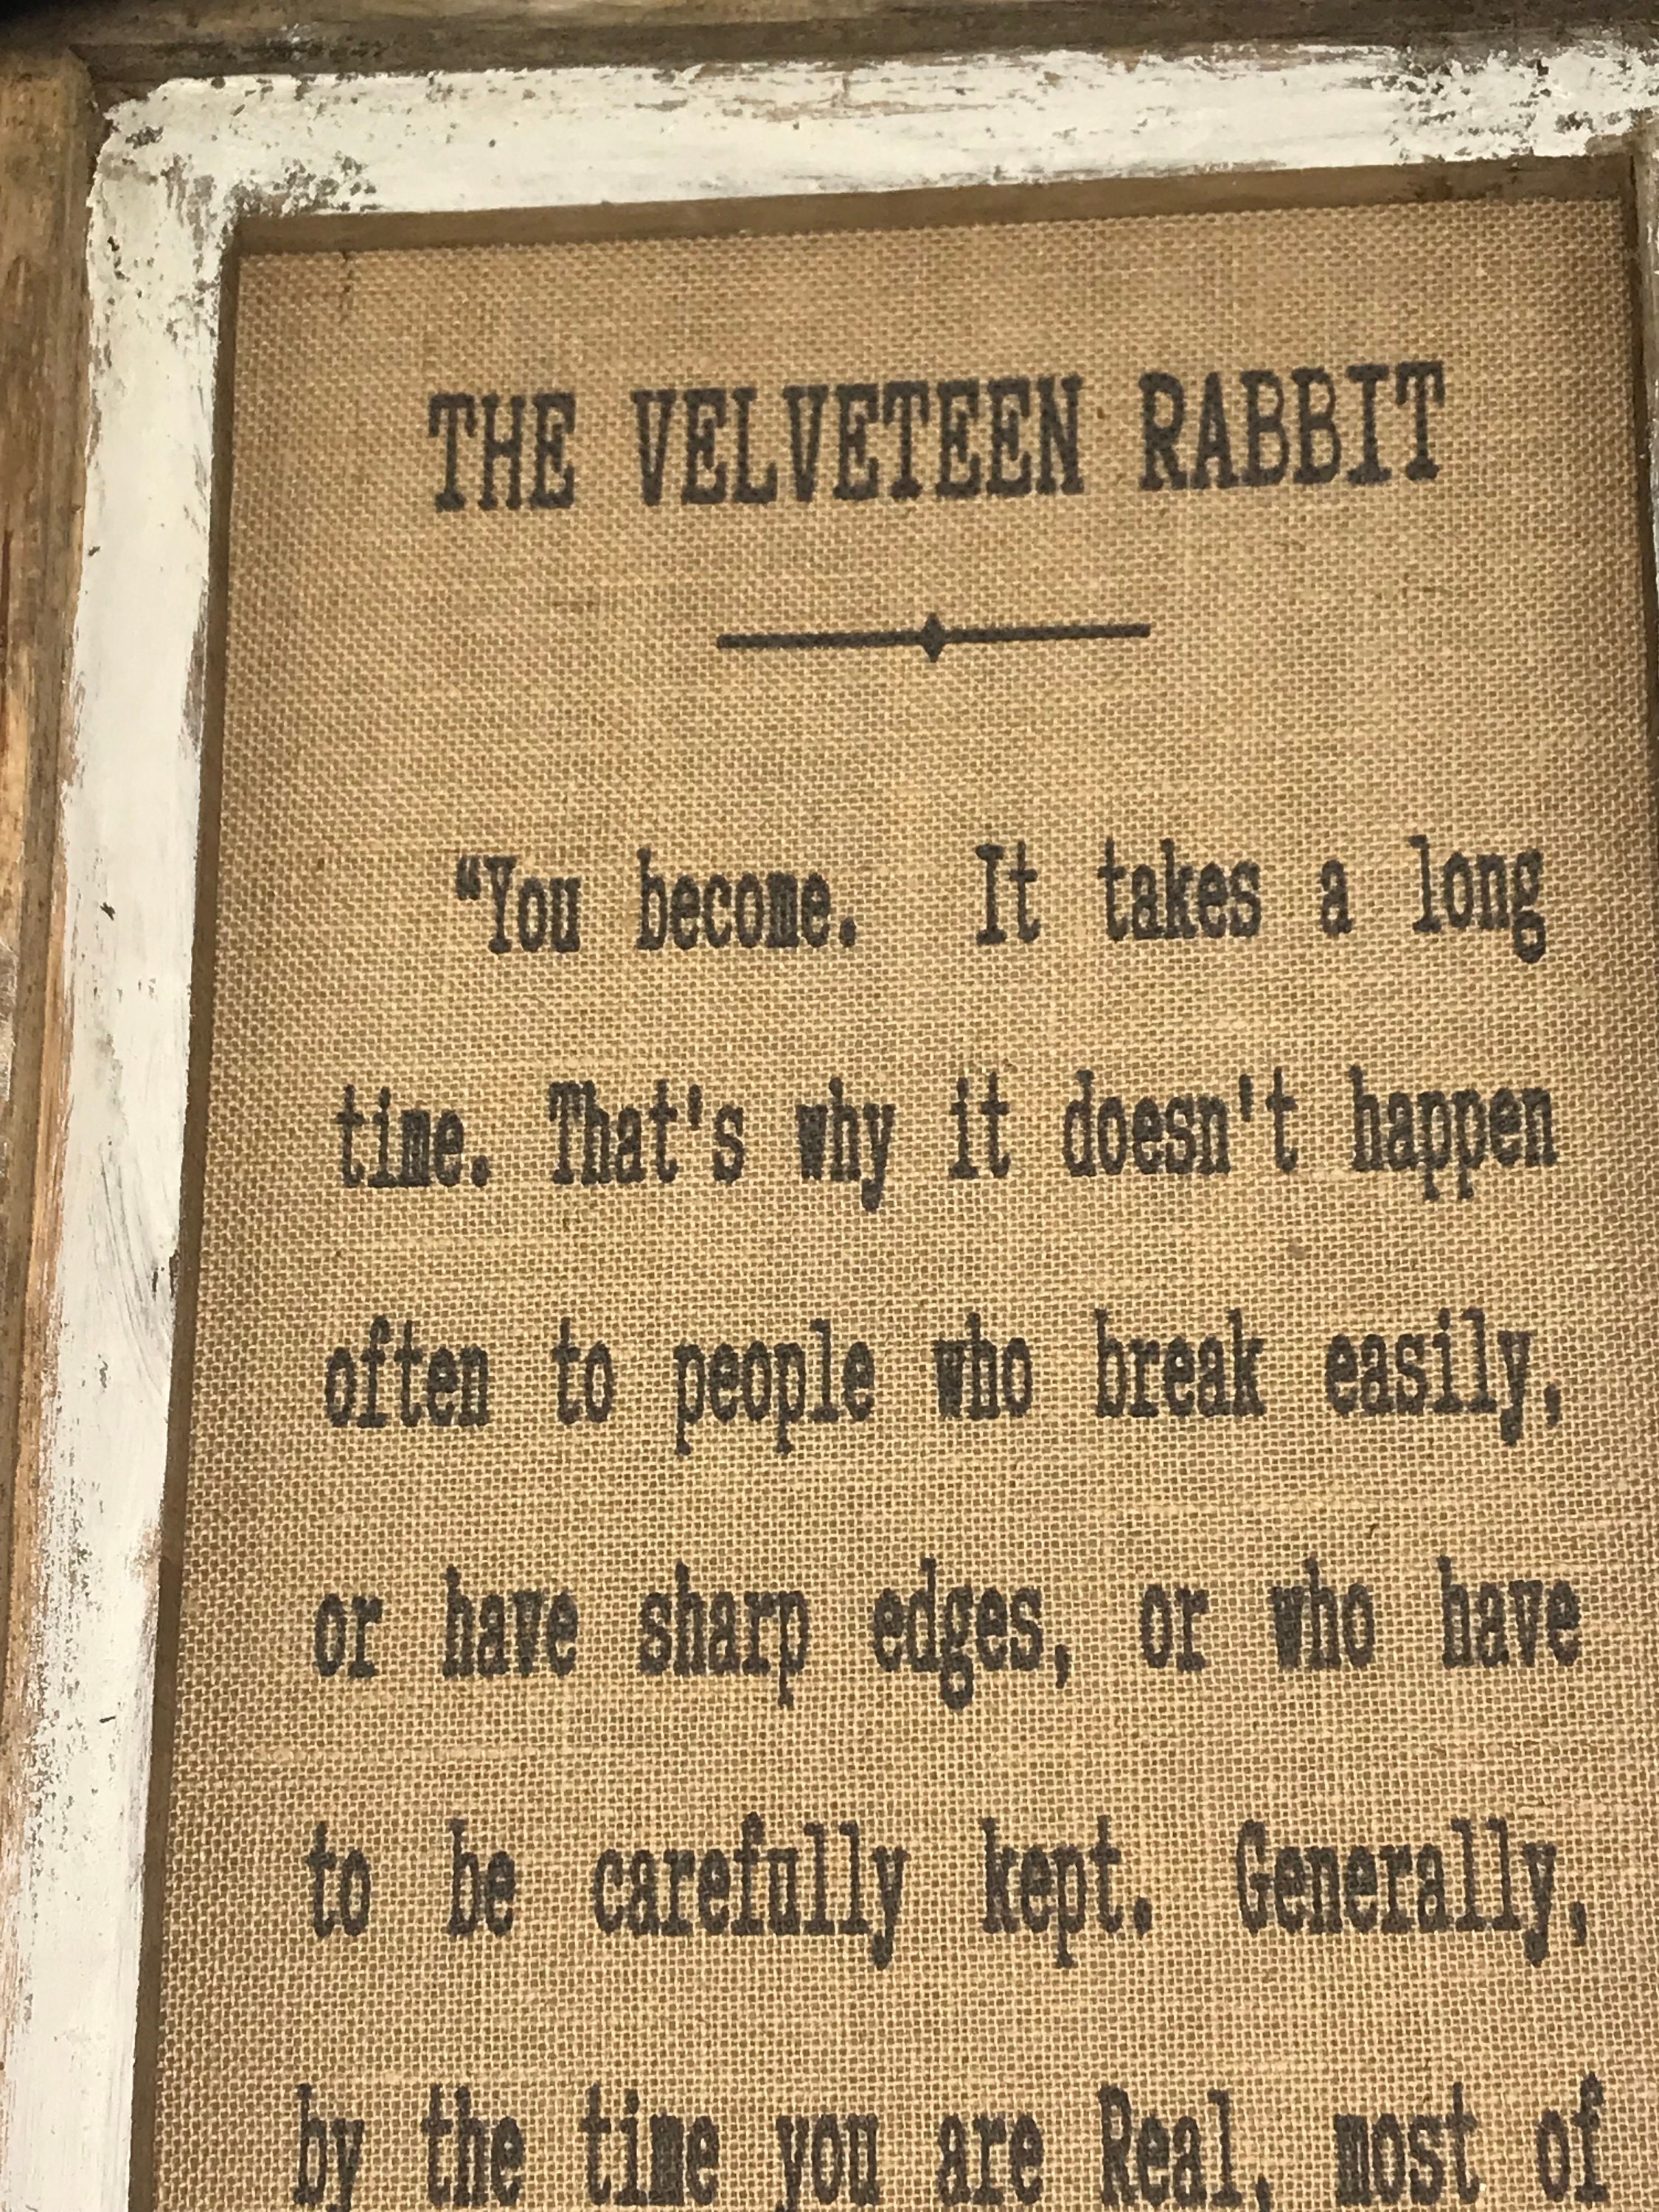 THE VELVETEEN RABBIT
“You become. It takes a long
time. That's why it doesn't happen
often to people who break easily,
or have sharp edges, or who have
to be carefully kept. Generally,
by the time you are Real, most of